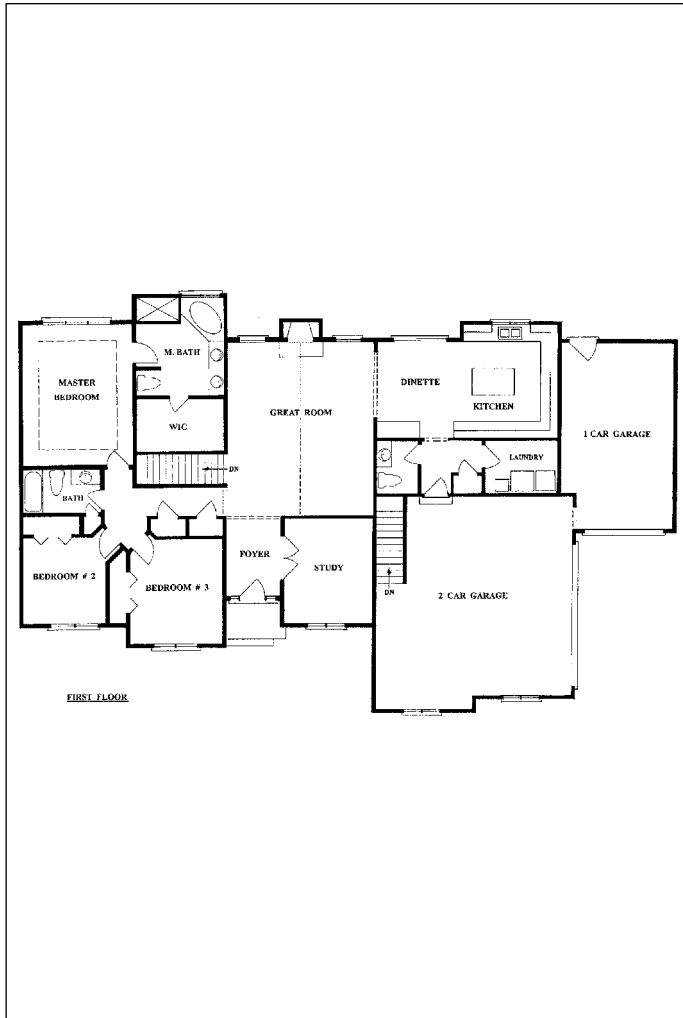 M. BATH
MASTER
BEDROOM
DINETTE
KITCHEN
GREAT ROOM
WIC
1 CAR GARAGE
LAUNDRY
DN
BATH
FOYER
STUDY
BEDROOM # 2
BEDROOM # 3
DN
2 CAR GARAGE
FIRST FLOOR